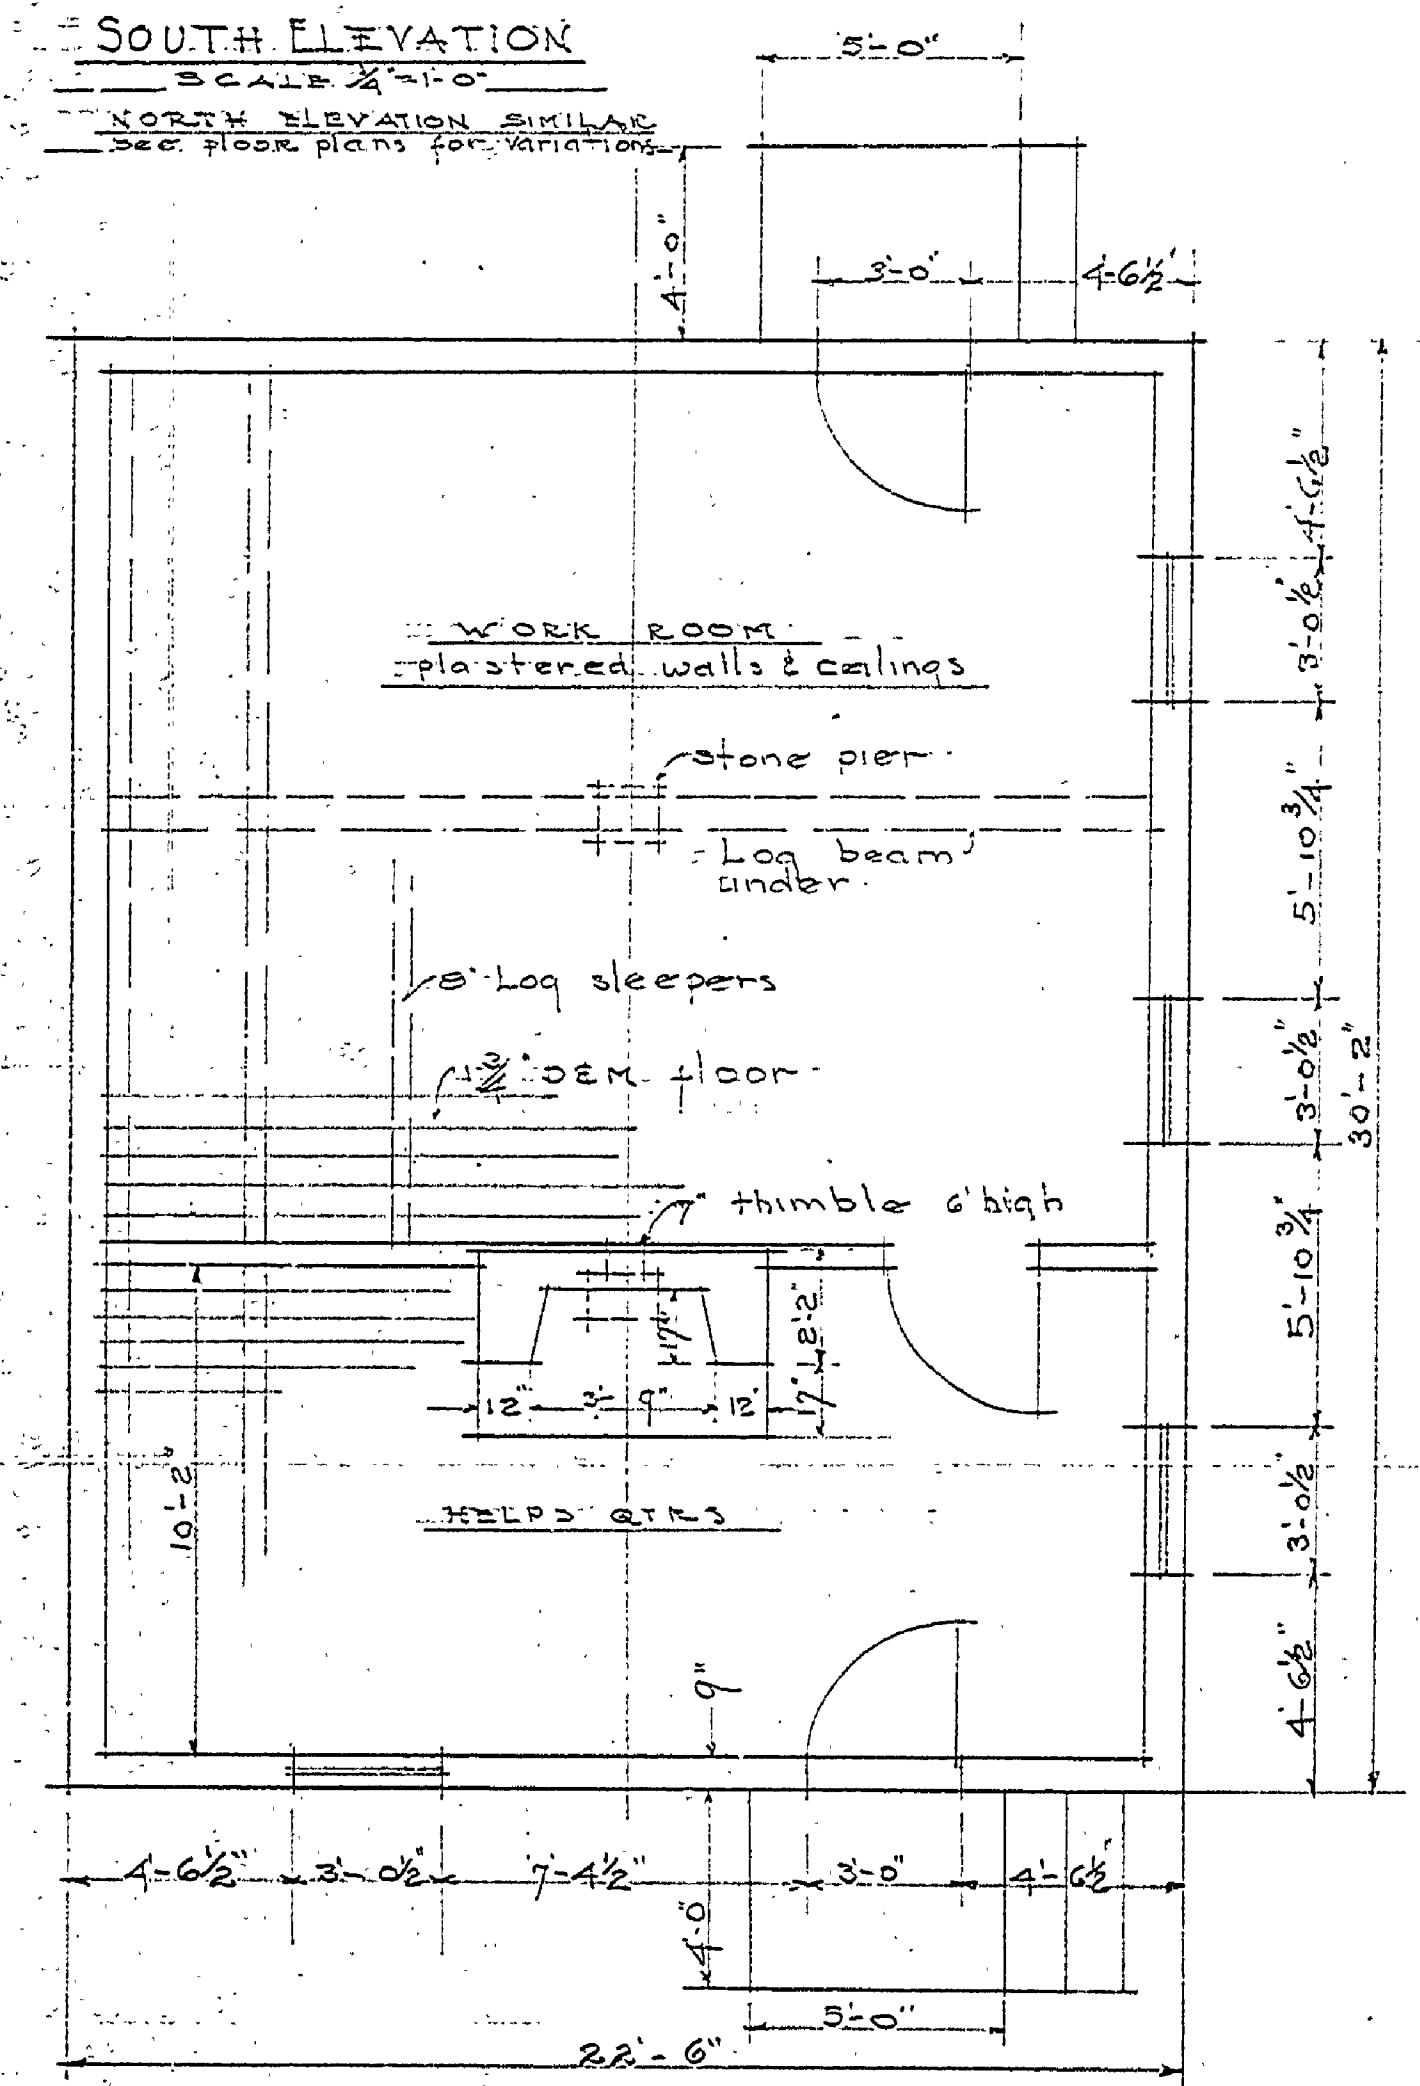 SOUTH ELEVATION
SCALE ¼"=1'-0"
NORTH ELEVATION SIMILAR
see floor plans for variations
5'-0"
4'-0"
3'-0"
4'-6½"
4'-6½"
3'-0½"
WORK ROOM
plastered walls & ceilings
stone pier
5'-10¾"
Log beam
under
8" Log sleepers
3'-0½"
30'-2"
floor
7" thimble 6' high
5'-10¾"
17"
8'-2"
12"
3'-9"
12"
17"
10'-2"
HELPS QTRS
3'-0½"
4'-6½"
9"
4'-6½"
3'-0½"
7'-4½"
3'-0"
4'-6½"
4'-0"
5'-0"
22'-6"